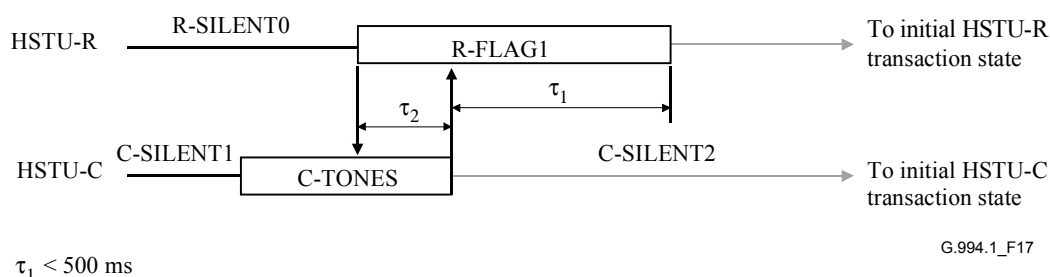 R-SILENT0
HSTU-R
R-FLAG1
To initial HSTU-R
transaction state
τ1
τ2
C-SILENT1
C-SILENT2
HSTU-C
C-TONES
To initial HSTU-C
transaction state
G.994.1_F17
τ1 < 500 ms